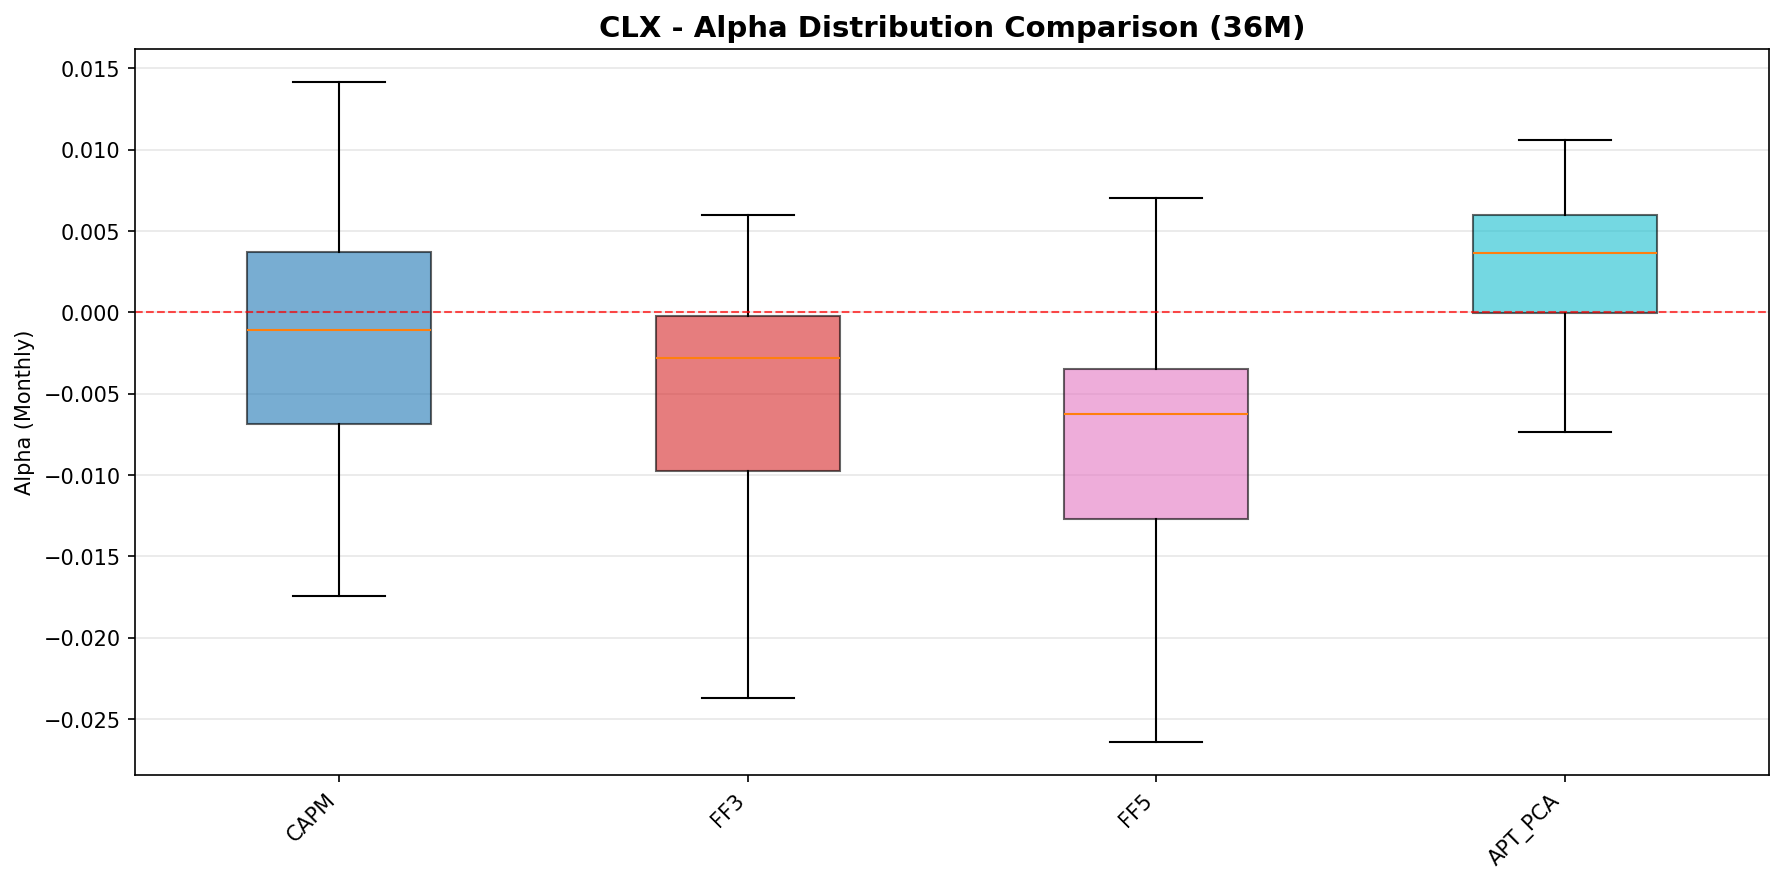 CLX - Alpha Distribution Comparison (36M)
Alpha (Monthly)
0.015
0.010
0.005
0.000
−0.005
−0.010
−0.015
−0.020
−0.025
CAPM
FF3
FF5
APT_PCA